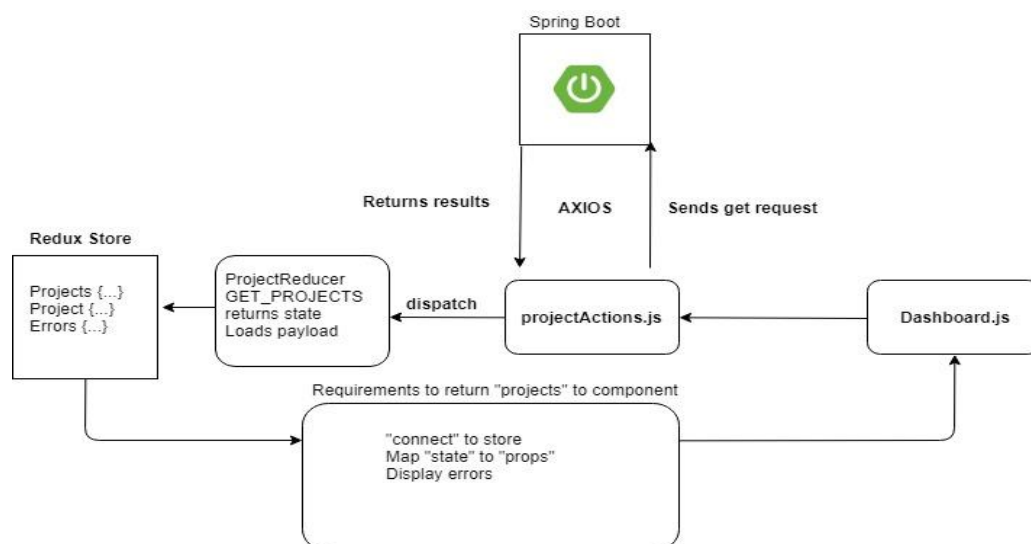 Spring Boot
Returns results
AXIOS
Sends get request
Redux Store
Projects {...}
Project {...}
Errors {...}
ProjectReducer
GET_PROJECTS
returns state
Loads payload
dispatch
projectActions.js
Dashboard.js
Requirements to return "projects" to component
"connect" to store
Map "state" to "props"
Display errors